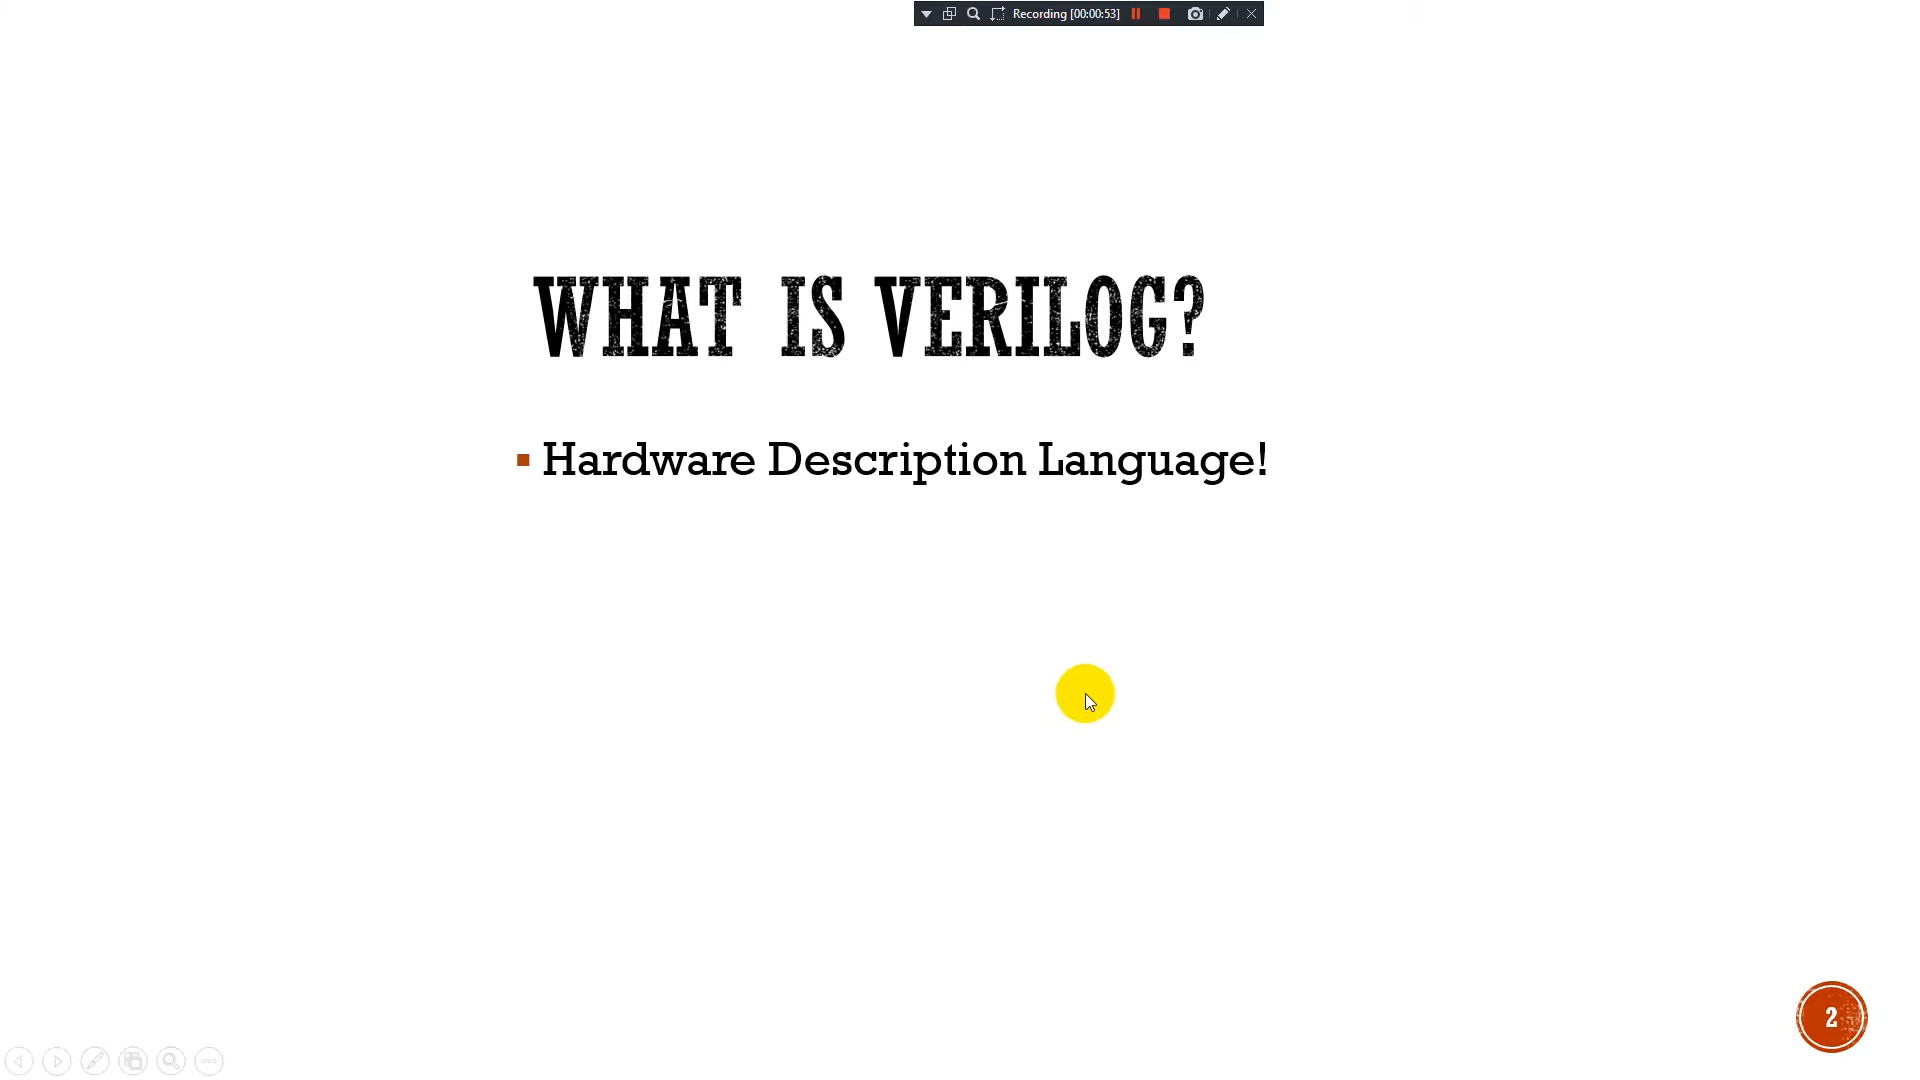 Recording [00:00:53]
WHAT IS VERILOG?
Hardware Description Language!
2